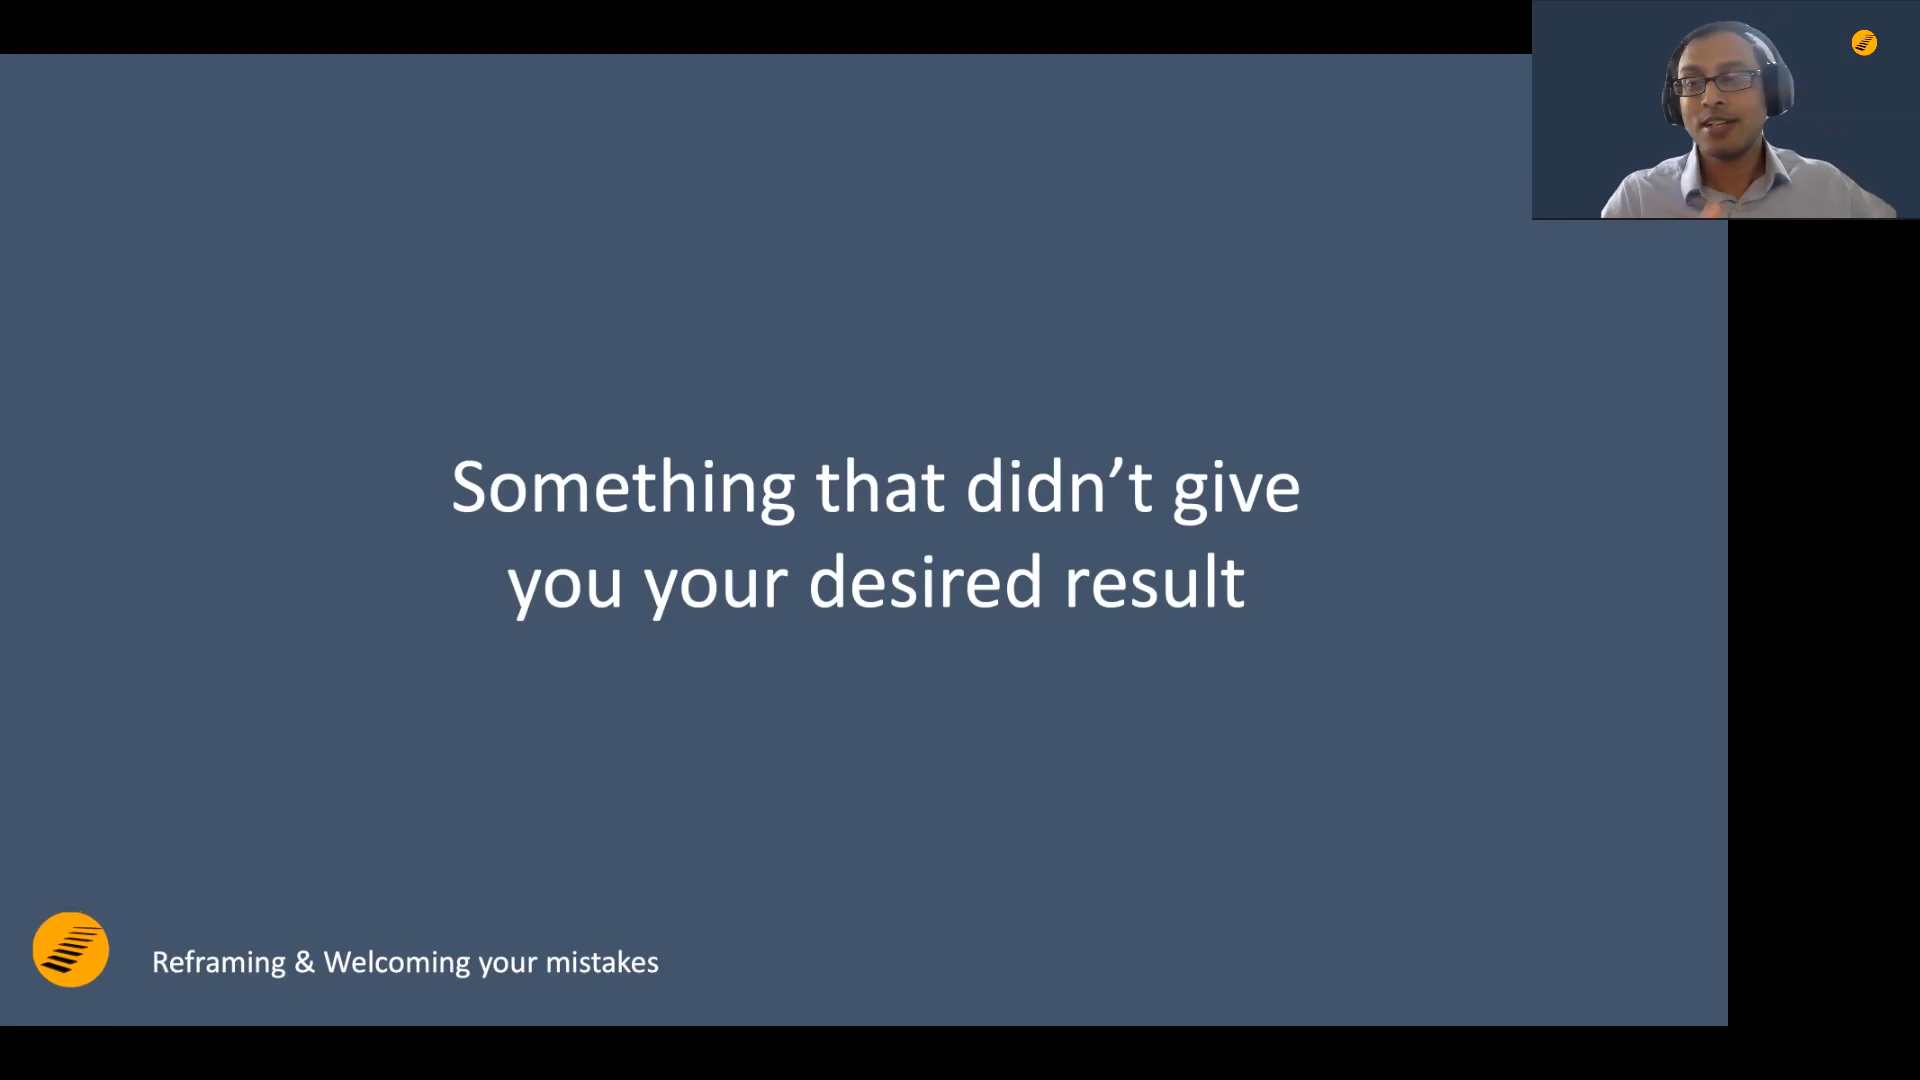 Something that didn’t give
you your desired result
Reframing & Welcoming your mistakes